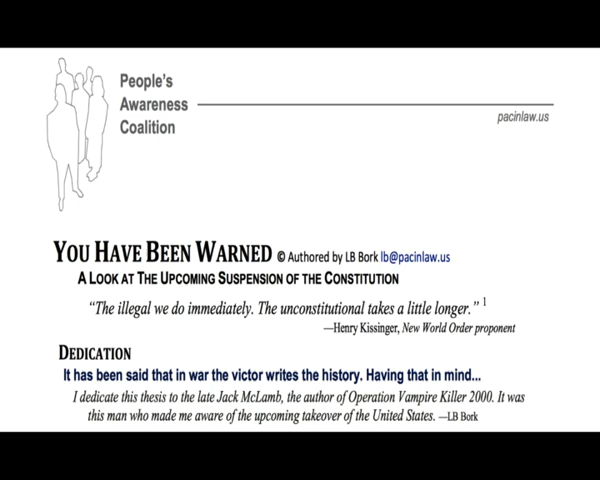 People's
Awareness
Coalition
pacinlaw.us
YOU HAVE BEEN WARNED © Authored by LB Bork lb@pacinlaw.us
A LOOK AT THE UPCOMING SUSPENSION OF THE CONSTITUTION
“The illegal we do immediately. The unconstitutional takes a little longer.” 1
—Henry Kissinger, New World Order proponent
DEDICATION
It has been said that in war the victor writes the history. Having that in mind...
I dedicate this thesis to the late Jack McLamb, the author of Operation Vampire Killer 2000. It was
this man who made me aware of the upcoming takeover of the United States. —LB Bork